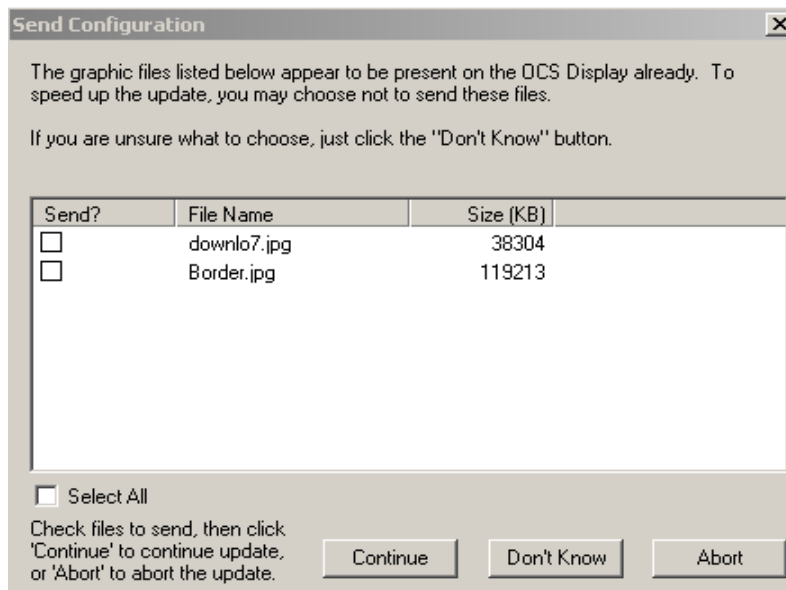 Send Configuration
The graphic files listed below appear to be present on the OCS Display already. To
speed up the update, you may choose not to send these files.
If you are unsure what to choose, just click the "Don't Know" button.
Send? File Name Size (KB)
downlo7.jpg 38304
Border.jpg 119213
Select All
Check files to send, then click
'Continue' to continue update,
or 'Abort' to abort the update.
Continue Don't Know Abort